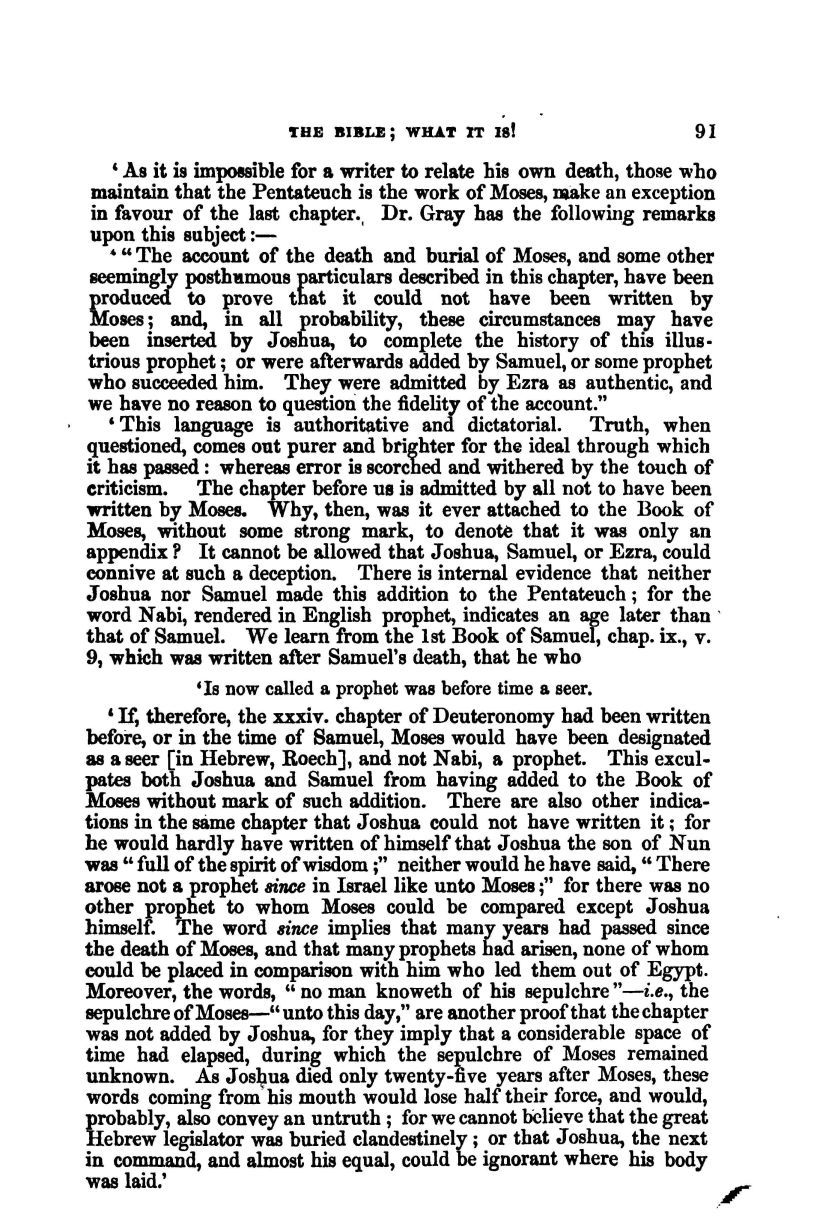 THE BIBLE; WHAT IT IS! 91
‘ As it is impossible for a writer to relate his own death, those who
maintain that the Pentateuch is the work of Moses, make an exception
in favour of the last chapter. Dr. Gray has the following remarks
upon this subject :—
‘ “ The account of the death and burial of Moses, and some other
seemingly posthumous particulars described in this chapter, have been
produced to prove that it could not have been written by
Moses; and, in all probability, these circumstances may have
been inserted by Joshua, to complete the history of this illus-
trious prophet ; or were afterwards added by Samuel, or some prophet
who succeeded him. They were admitted by Ezra as authentic, and
we have no reason to question the fidelity of the account.”
‘ This language is authoritative and dictatorial. Truth, when
questioned, comes out purer and brighter for the ideal through which
it has passed : whereas error is scorched and withered by the touch of
criticism. The chapter before us is admitted by all not to have been
written by Moses. Why, then, was it ever attached to the Book of
Moses, without some strong mark, to denote that it was only an
appendix ? It cannot be allowed that Joshua, Samuel, or Ezra, could
connive at such a deception. There is internal evidence that neither
Joshua nor Samuel made this addition to the Pentateuch ; for the
word Nabi, rendered in English prophet, indicates an age later than
that of Samuel. We learn from the 1st Book of Samuel, chap. ix., v.
9, which was written after Samuel’s death, that he who
‘Is now called a prophet was before time a seer.
‘ If, therefore, the xxxiv. chapter of Deuteronomy had been written
before, or in the time of Samuel, Moses would have been designated
as a seer [in Hebrew, Roech], and not Nabi, a prophet. This excul-
pates both Joshua and Samuel from having added to the Book of
Moses without mark of such addition. There are also other indica-
tions in the same chapter that Joshua could not have written it ; for
he would hardly have written of himself that Joshua the son of Nun
was “ full of the spirit of wisdom ;” neither would he have said, “ There
arose not a prophet since in Israel like unto Moses ;” for there was no
other prophet to whom Moses could be compared except Joshua
himself. The word since implies that many years had passed since
the death of Moses, and that many prophets had arisen, none of whom
could be placed in comparison with him who led them out of Egypt.
Moreover, the words, “ no man knoweth of his sepulchre ”—i.e., the
sepulchre of Moses—“ unto this day,” are another proof that the chapter
was not added by Joshua, for they imply that a considerable space of
time had elapsed, during which the sepulchre of Moses remained
unknown. As Joshua died only twenty-five years after Moses, these
words coming from his mouth would lose half their force, and would,
probably, also convey an untruth ; for we cannot believe that the great
Hebrew legislator was buried clandestinely ; or that Joshua, the next
in command, and almost his equal, could be ignorant where his body
was laid.’